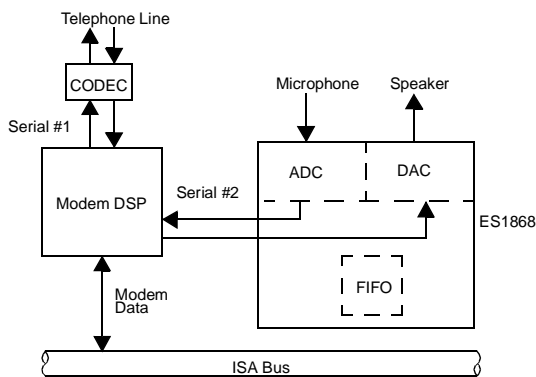 Telephone Line
CODEC
Microphone
Speaker
Serial #1
ADC
DAC
Modem DSP
Serial #2
ES1868
FIFO
Modem
Data
ISA Bus